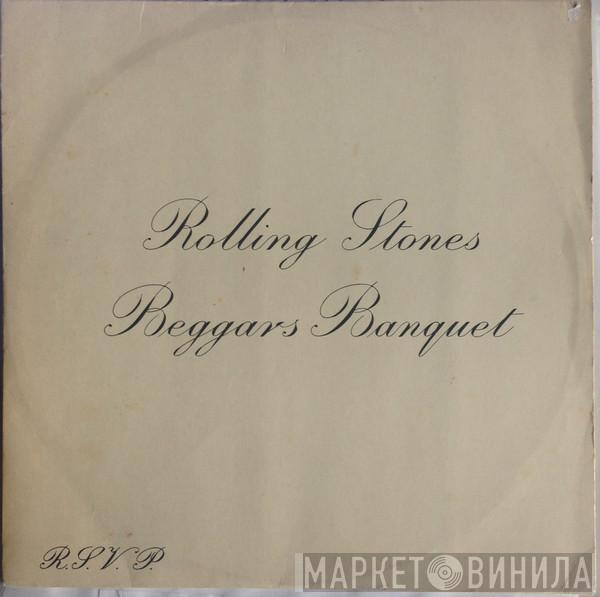 Rolling Stones
Beggars Banquet
R.S.V.P.
МАРКЕТ ВИНИЛА